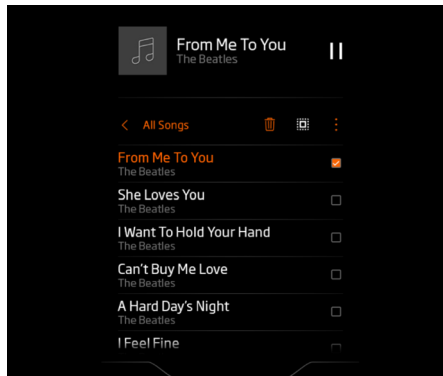 From Me To You
The Beatles
All Songs
From Me To You
The Beatles
She Loves You
The Beatles
I Want To Hold Your Hand
The Beatles
Can't Buy Me Love
The Beatles
A Hard Day's Night
The Beatles
I Feel Fine